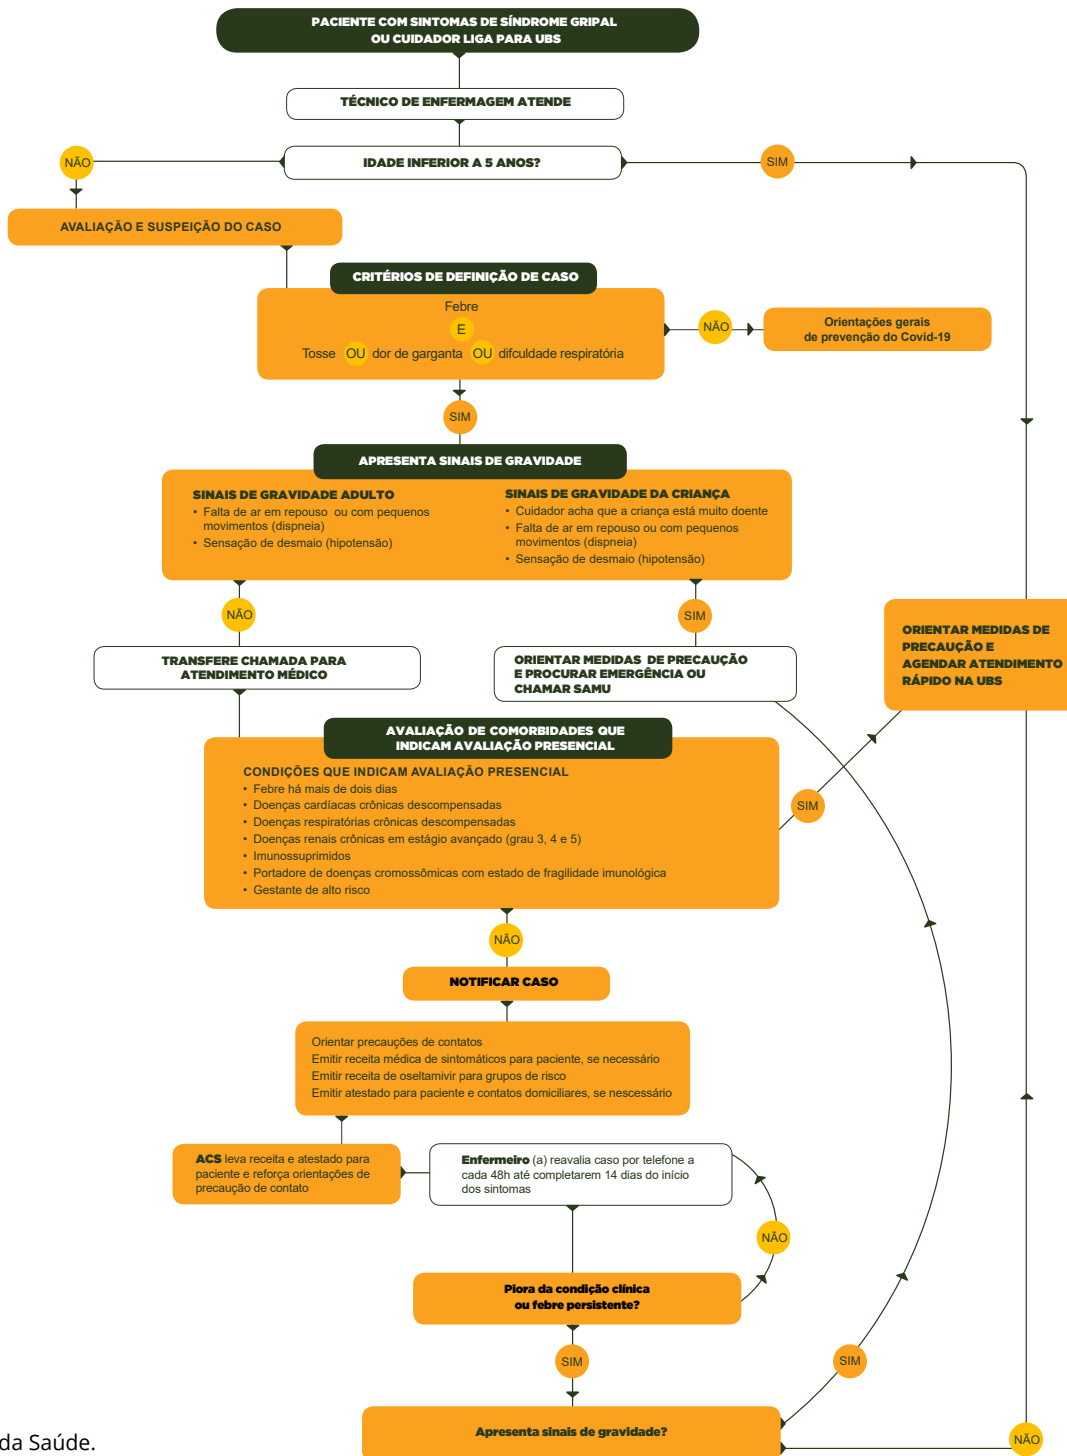 PACIENTE COM SINTOMAS DE SÍNDROME GRIPAL
OU CUIDADOR LIGA PARA UBS
TÉCNICO DE ENFERMAGEM ATENDE
NÃO
IDADE INFERIOR A 5 ANOS?
SIM
AVALIAÇÃO E SUSPEIÇÃO DO CASO
CRITÉRIOS DE DEFINIÇÃO DE CASO
Febre
E
Tosse OU dor de garganta OU difculdade respiratória
NÃO
Orientações gerais
de prevenção do Covid-19
SIM
APRESENTA SINAIS DE GRAVIDADE
SINAIS DE GRAVIDADE ADULTO
• Falta de ar em repouso ou com pequenos
movimentos (dispneia)
• Sensação de desmaio (hipotensão)
SINAIS DE GRAVIDADE DA CRIANÇA
• Cuidador acha que a criança está muito doente
• Falta de ar em repouso ou com pequenos
movimentos (dispneia)
• Sensação de desmaio (hipotensão)
NÃO
SIM
TRANSFERE CHAMADA PARA
ATENDIMENTO MÉDICO
ORIENTAR MEDIDAS DE PRECAUÇÃO
E PROCURAR EMERGÊNCIA OU
CHAMAR SAMU
ORIENTAR MEDIDAS DE
PRECAUÇÃO E
AGENDAR ATENDIMENTO
RÁPIDO NA UBS
AVALIAÇÃO DE COMORBIDADES QUE
INDICAM AVALIAÇÃO PRESENCIAL
CONDIÇÕES QUE INDICAM AVALIAÇÃO PRESENCIAL
• Febre há mais de dois dias
• Doenças cardíacas crônicas descompensadas
• Doenças respiratórias crônicas descompensadas
• Doenças renais crônicas em estágio avançado (grau 3, 4 e 5)
• Imunossuprimidos
• Portadore de doenças cromossômicas com estado de fragilidade imunológica
• Gestante de alto risco
SIM
NÃO
NOTIFICAR CASO
Orientar precauções de contatos
Emitir receita médica de sintomáticos para paciente, se necessário
Emitir receita de oseltamivir para grupos de risco
Emitir atestado para paciente e contatos domiciliares, se nescessário
ACS leva receita e atestado para
paciente e reforça orientações de
precaução de contato
Enfermeiro (a) reavalia caso por telefone a
cada 48h até completarem 14 dias do início
dos sintomas
NÃO
Piora da condição clínica
ou febre persistente?
SIM
SIM
Apresenta sinais de gravidade?
NÃO
da Saúde.